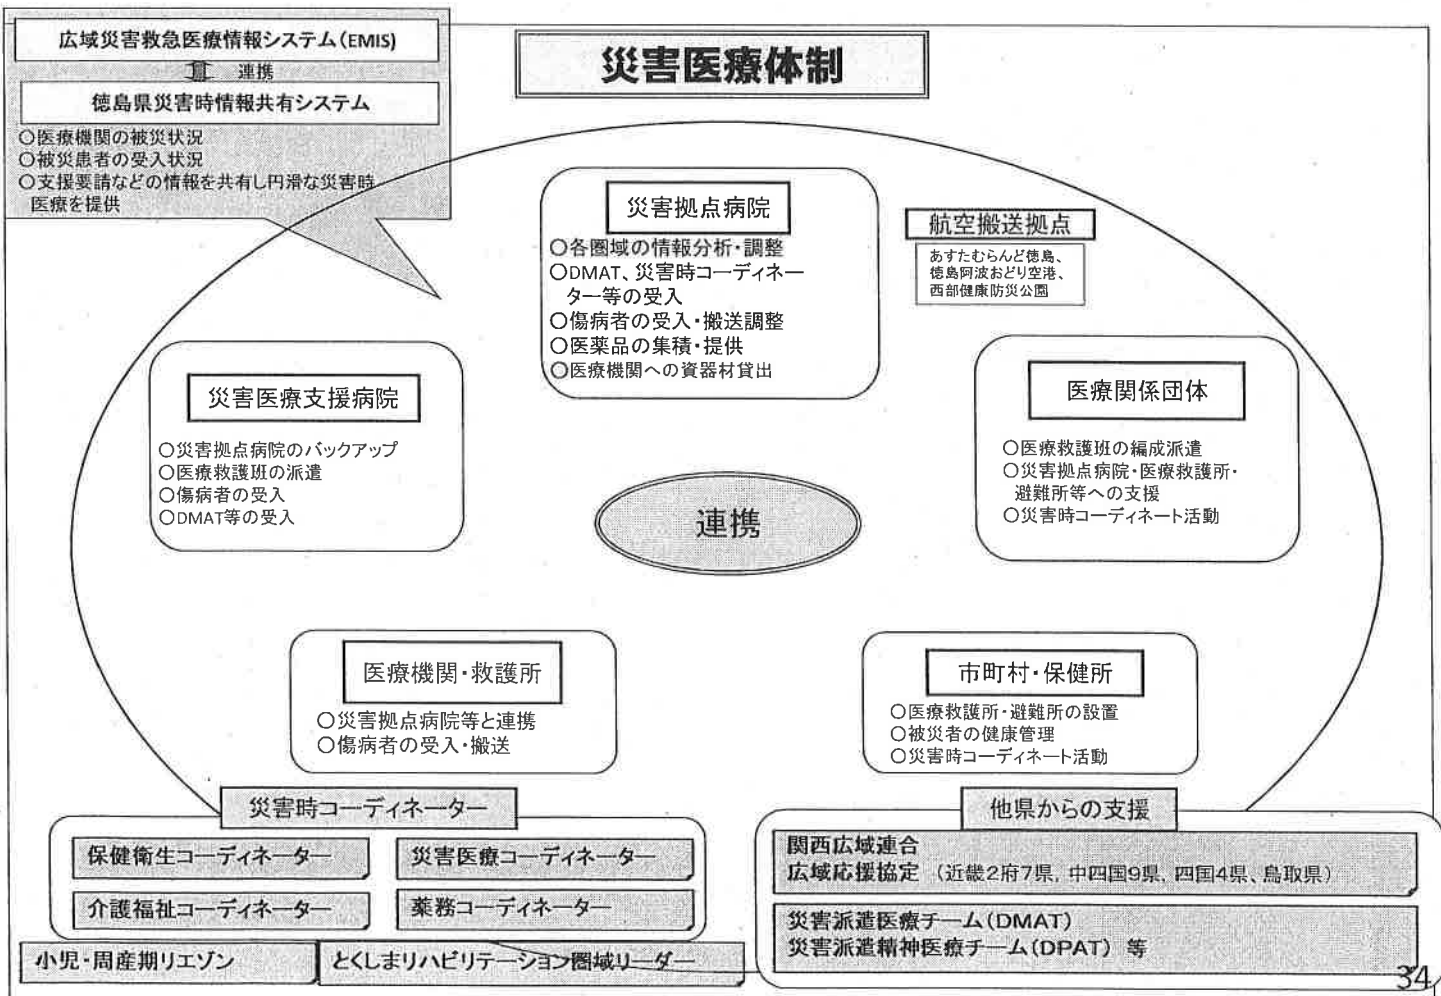 広域災害救急医療情報システム(EMIS)
連携
徳島県災害時情報共有システム
○医療機関の被災状況
○被災患者の受入状況
○支援要請などの情報を共有し円滑な災害時
医療を提供
災害医療体制
災害拠点病院
○各圏域の情報分析・調整
○DMAT、災害時コーディネー
ター等の受入
○傷病者の受入・搬送調整
○医薬品の集積・提供
○医療機関への資器材貸出
航空搬送拠点
あすたむらんど徳島、
徳島阿波おどり空港、
西部健康防災公園
災害医療支援病院
○災害拠点病院のバックアップ
○医療救護班の派遣
○傷病者の受入
○DMAT等の受入
医療関係団体
○医療救護班の編成派遣
○災害拠点病院・医療救護所・
避難所等への支援
○災害時コーディネート活動
連携
医療機関・救護所
○災害拠点病院等と連携
○傷病者の受入・搬送
市町村・保健所
○医療救護所・避難所の設置
○被災者の健康管理
○災害時コーディネート活動
災害時コーディネーター
保健衛生コーディネーター
災害医療コーディネーター
介護福祉コーディネーター
薬務コーディネーター
小児・周産期リエゾン
とくしまリハビリテーション圏域リーダー
他県からの支援
関西広域連合
広域応援協定 (近畿2府7県, 中四国9県, 四国4県、鳥取県)
災害派遣医療チーム(DMAT)
災害派遣精神医療チーム(DPAT) 等
34